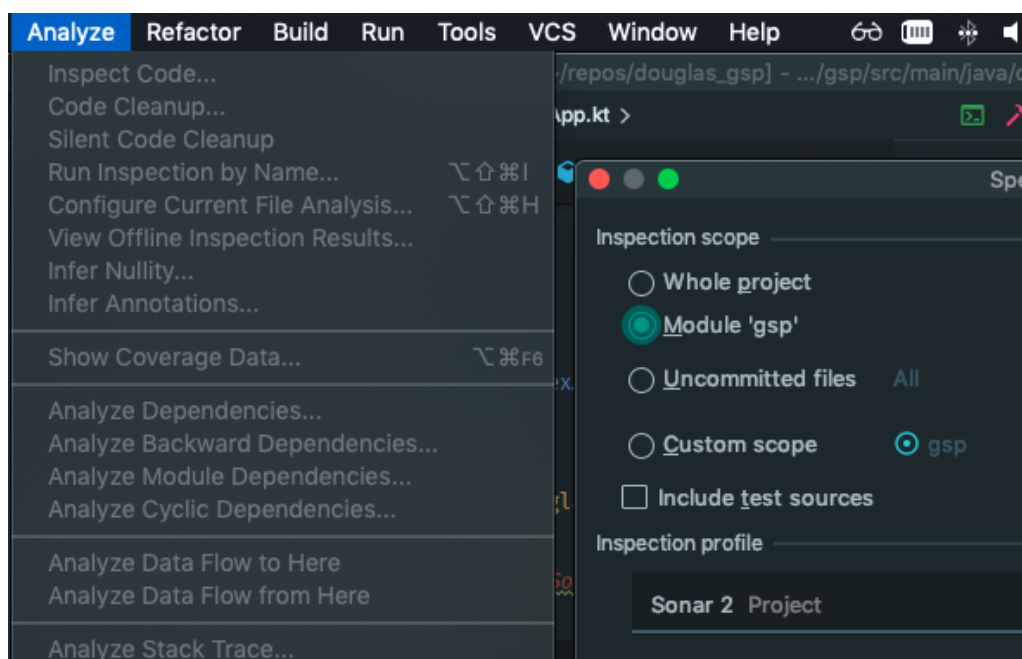 Analyze Refactor Build Run Tools VCS Window Help
Inspect Code...
Code Cleanup...
Silent Code Cleanup
Run Inspection by Name... ⌥⇧⌘I
Configure Current File Analysis... ⌥⇧⌘H
View Offline Inspection Results...
Infer Nullity...
Infer Annotations...
Show Coverage Data... ⌥⌘F6
Analyze Dependencies...
Analyze Backward Dependencies...
Analyze Module Dependencies...
Analyze Cyclic Dependencies...
Analyze Data Flow to Here
Analyze Data Flow from Here
Analyze Stack Trace...
/repos/douglas_gsp] - .../gsp/src/main/java/
pp.kt >
Spe
Inspection scope
Whole project
Module 'gsp'
Uncommitted files All
Custom scope gsp
Include test sources
Inspection profile
Sonar 2 Project